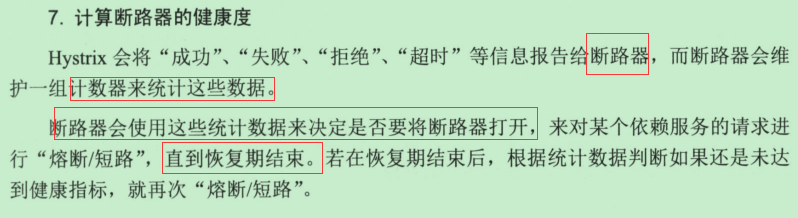 7. 计算断路器的健康度
Hystrix 会将“成功”、“失败”、“拒绝”、“超时”等信息报告给断路器，而断路器会维
护一组计数器来统计这些数据。
断路器会使用这些统计数据来决定是否要将断路器打开，来对某个依赖服务的请求进
行“熔断/短路”，直到恢复期结束。若在恢复期结束后，根据统计数据判断如果还是未达
到健康指标，就再次“熔断/短路”。